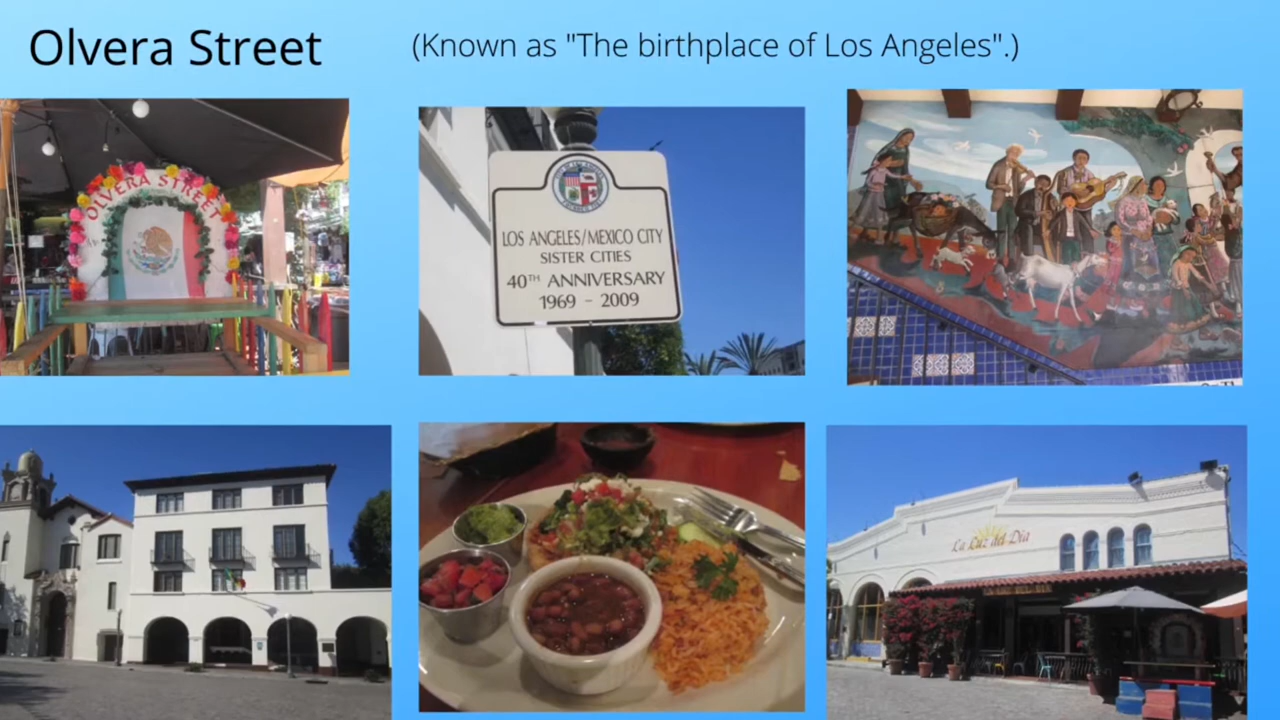 Olvera Street
(Known as "The birthplace of Los Angeles".)
OLVERA STREET
LOS ANGELES/MEXICO CITY
SISTER CITIES
40TH ANNIVERSARY
1969 - 2009
La Luz del Dia